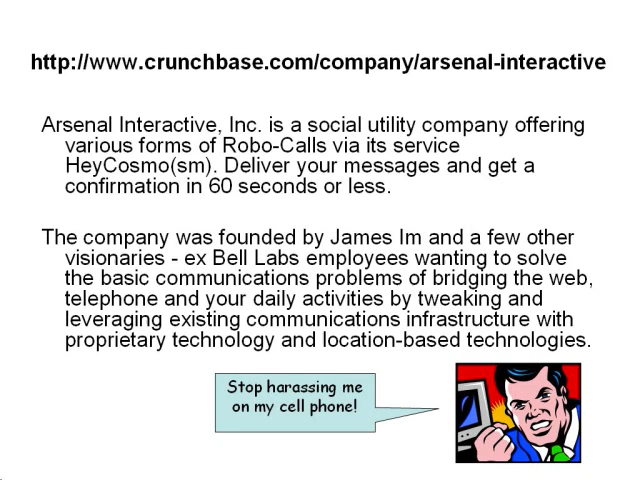 http://www.crunchbase.com/company/arsenal-interactive
Arsenal Interactive, Inc. is a social utility company offering
various forms of Robo-Calls via its service
HeyCosmo(sm). Deliver your messages and get a
confirmation in 60 seconds or less.
The company was founded by James Im and a few other
visionaries - ex Bell Labs employees wanting to solve
the basic communications problems of bridging the web,
telephone and your daily activities by tweaking and
leveraging existing communications infrastructure with
proprietary technology and location-based technologies.
Stop harassing me
on my cell phone!